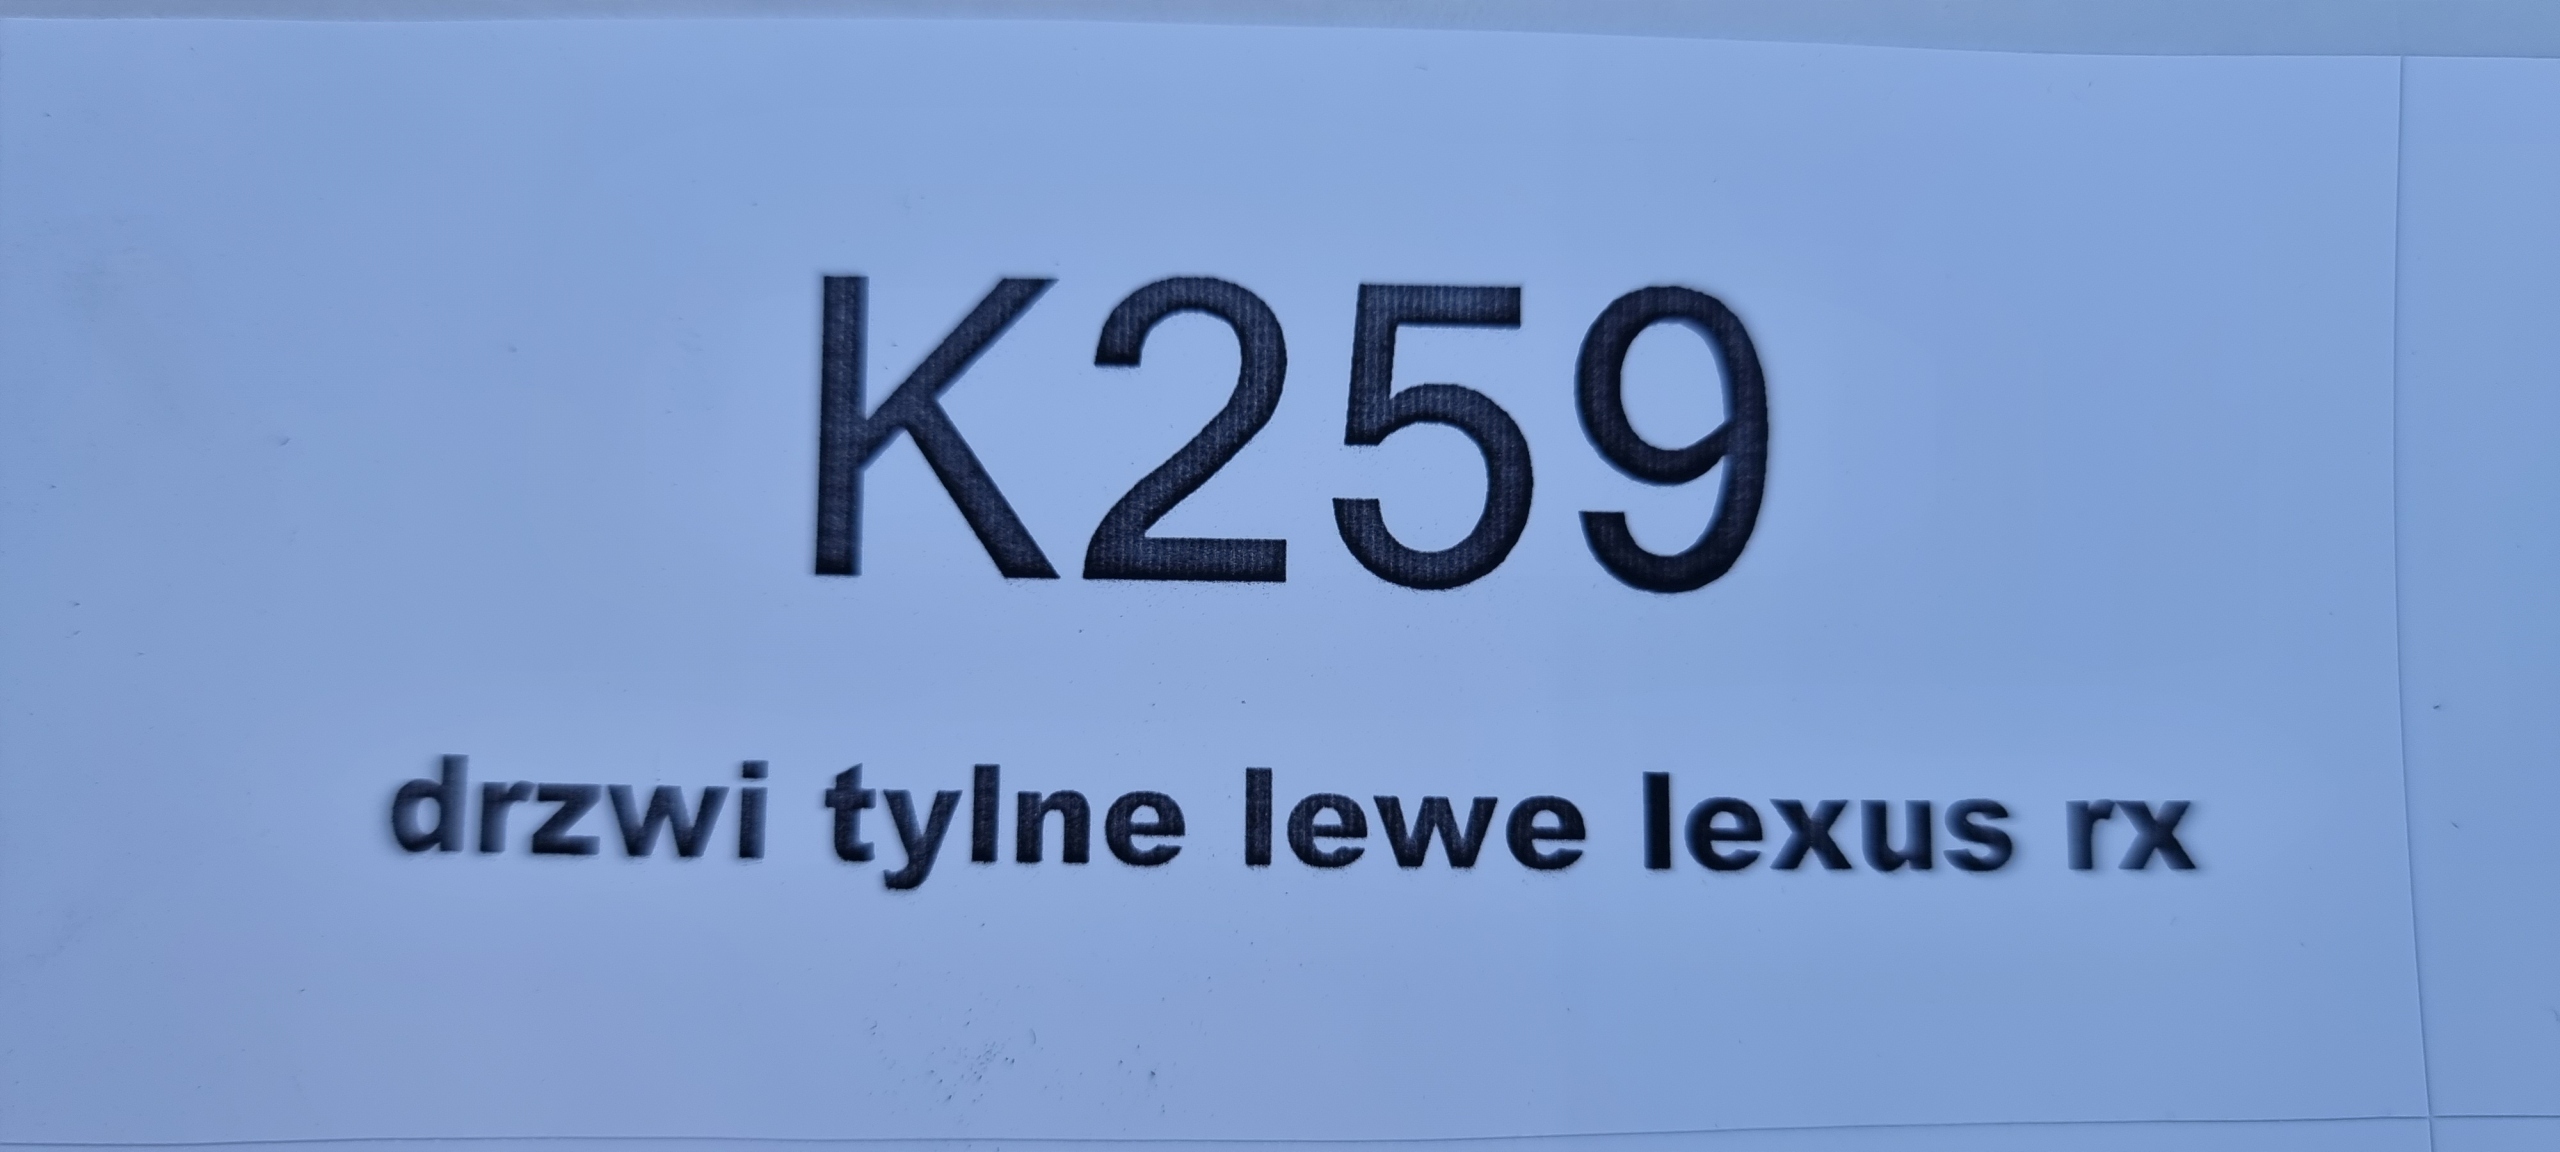 K259
drzwi tylne lewe lexus rx